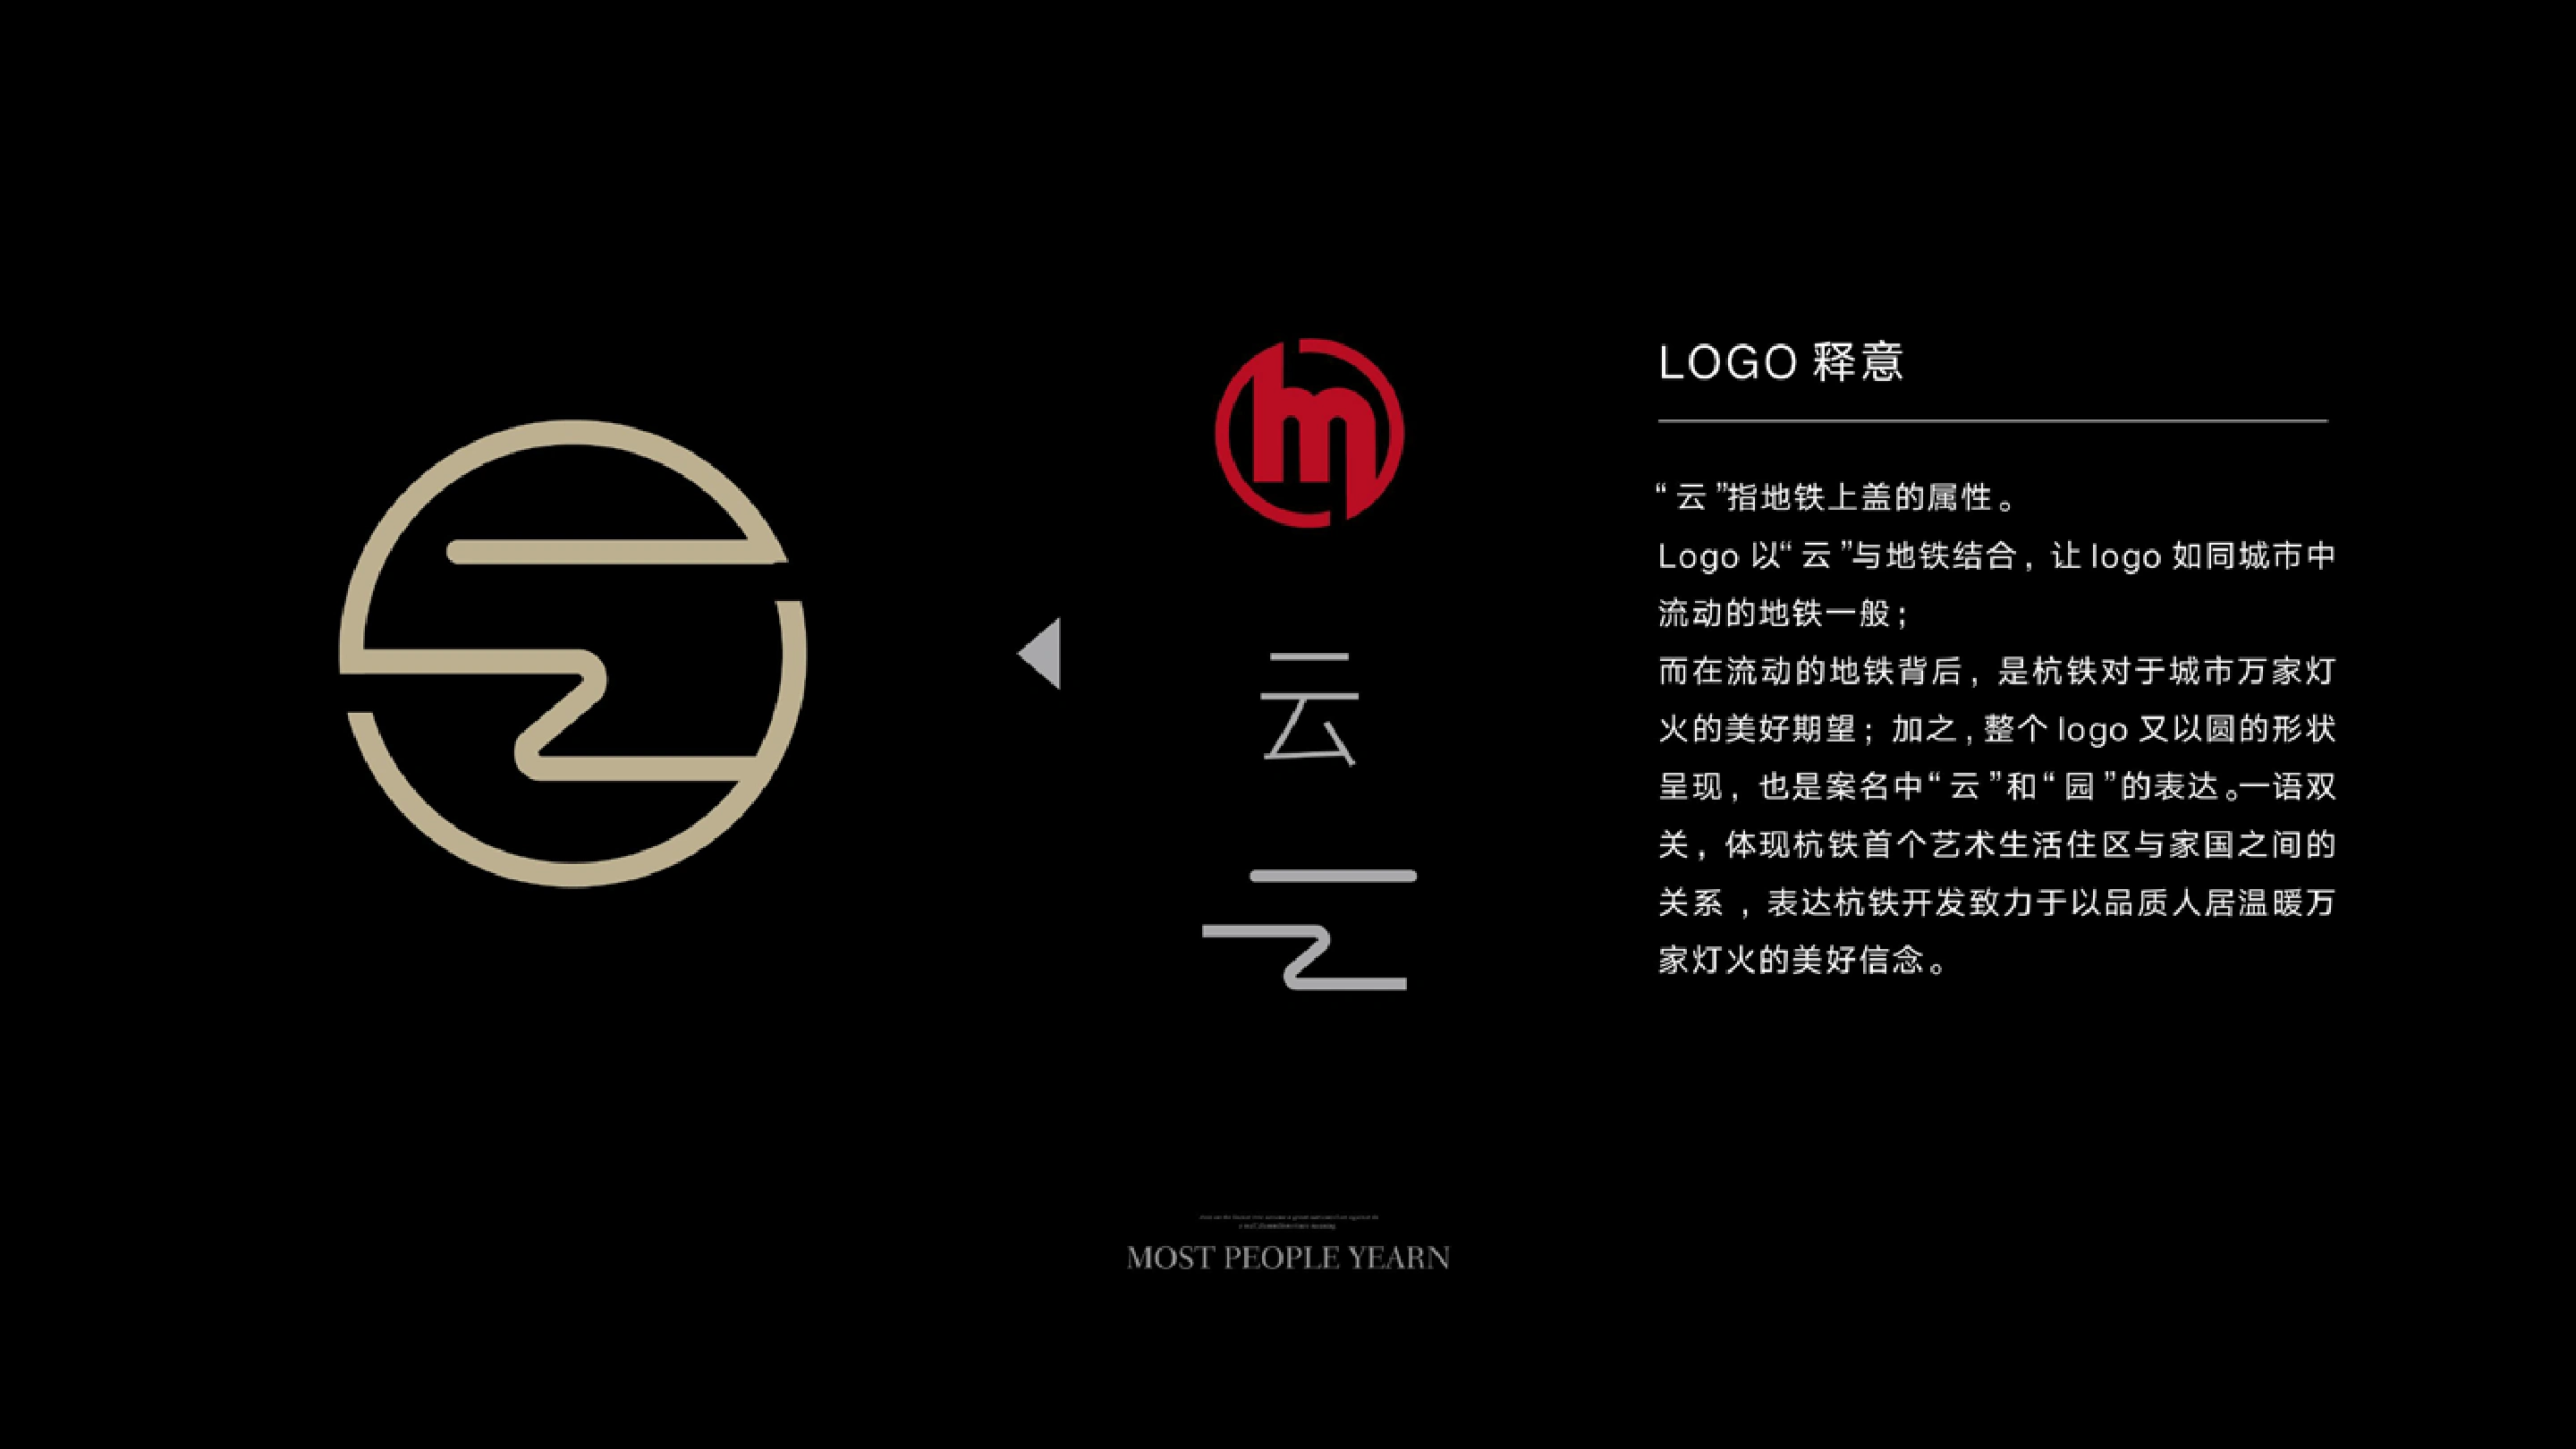 hm
云
LOGO 释意
“云”指地铁上盖的属性。
Logo 以“云”与地铁结合，让 logo 如同城市中
流动的地铁一般；
而在流动的地铁背后，是杭铁对于城市万家灯
火的美好期望；加之，整个 logo 又以圆的形状
呈现，也是案名中“云”和“园”的表达。一语双
关，体现杭铁首个艺术生活住区与家国之间的
关系，表达杭铁开发致力于以品质人居温暖万
家灯火的美好信念。
MOST PEOPLE YEARN